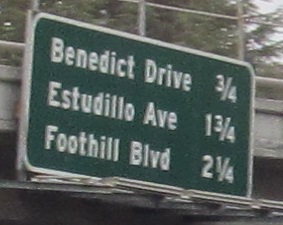 Benedict Drive 3/4
Estudillo Ave 1 3/4
Foothill Blvd 2 1/4